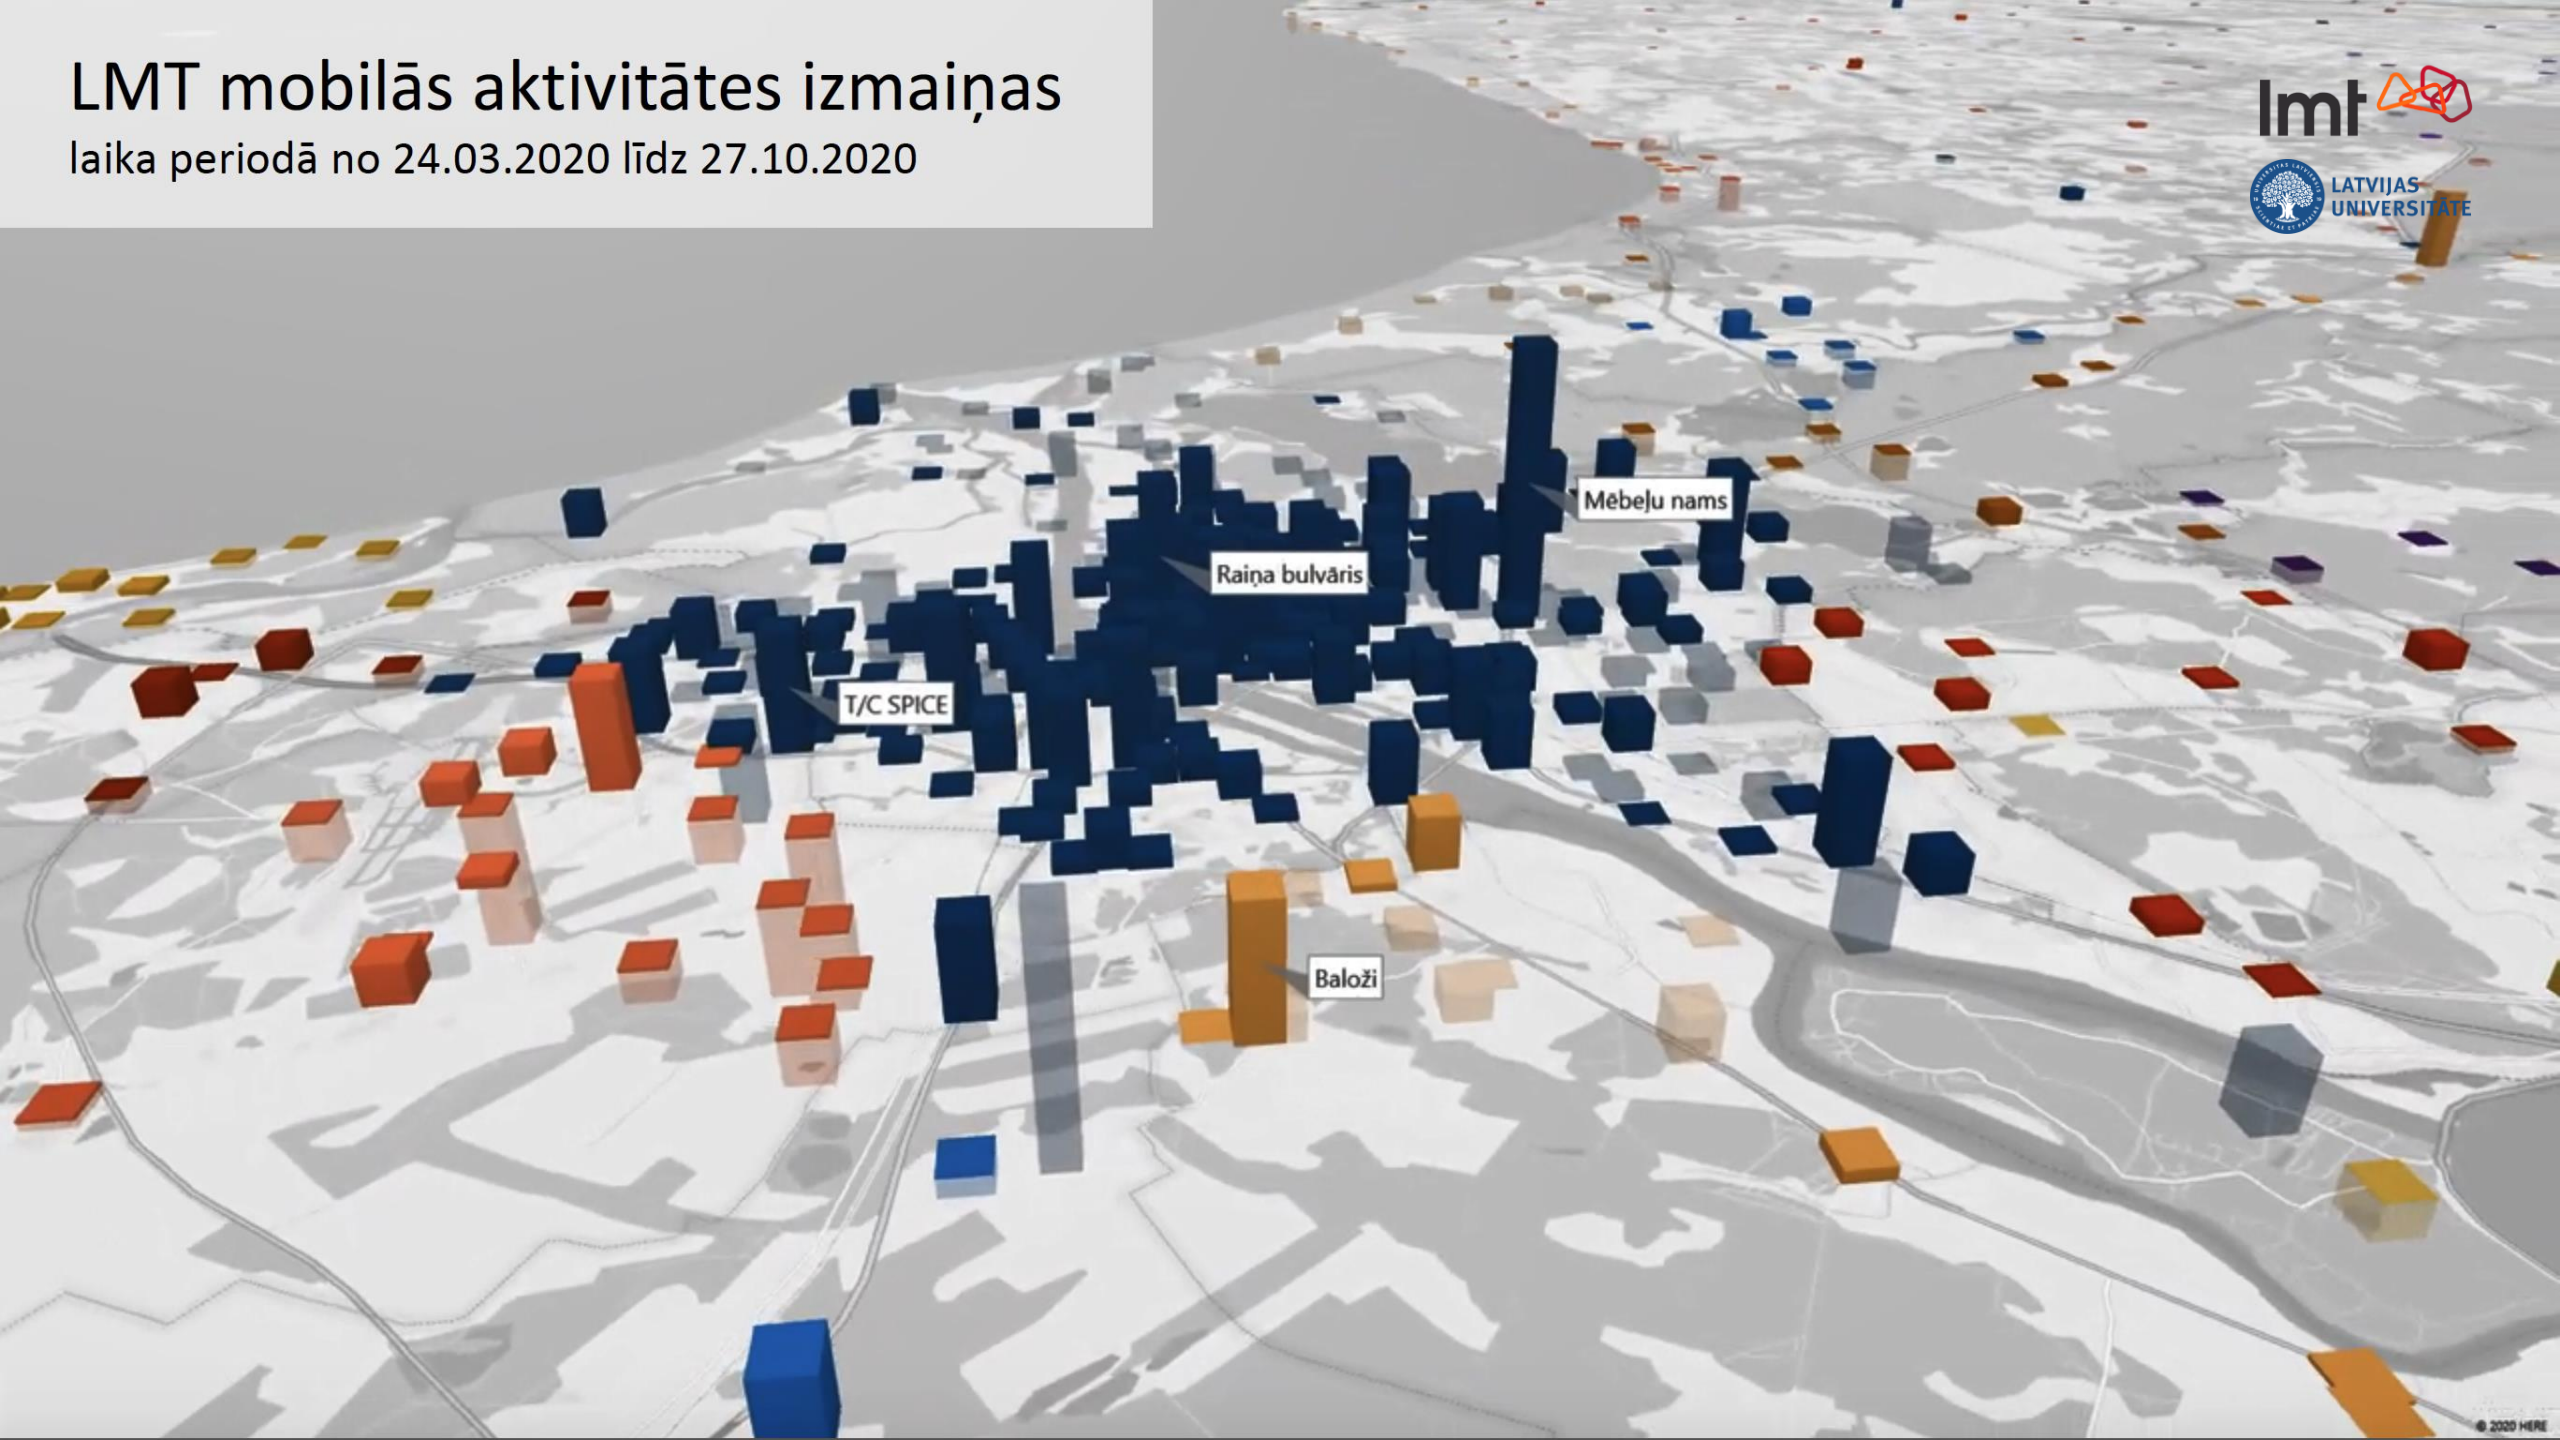 LMT mobilās aktivitātes izmaiņas
laika periodā no 24.03.2020 līdz 27.10.2020
lmt
LATVIJAS
UNIVERSITĀTE
Mēbeļu nams
Raiņa bulvāris
T/C SPICE
Baloži
© 2020 HERE